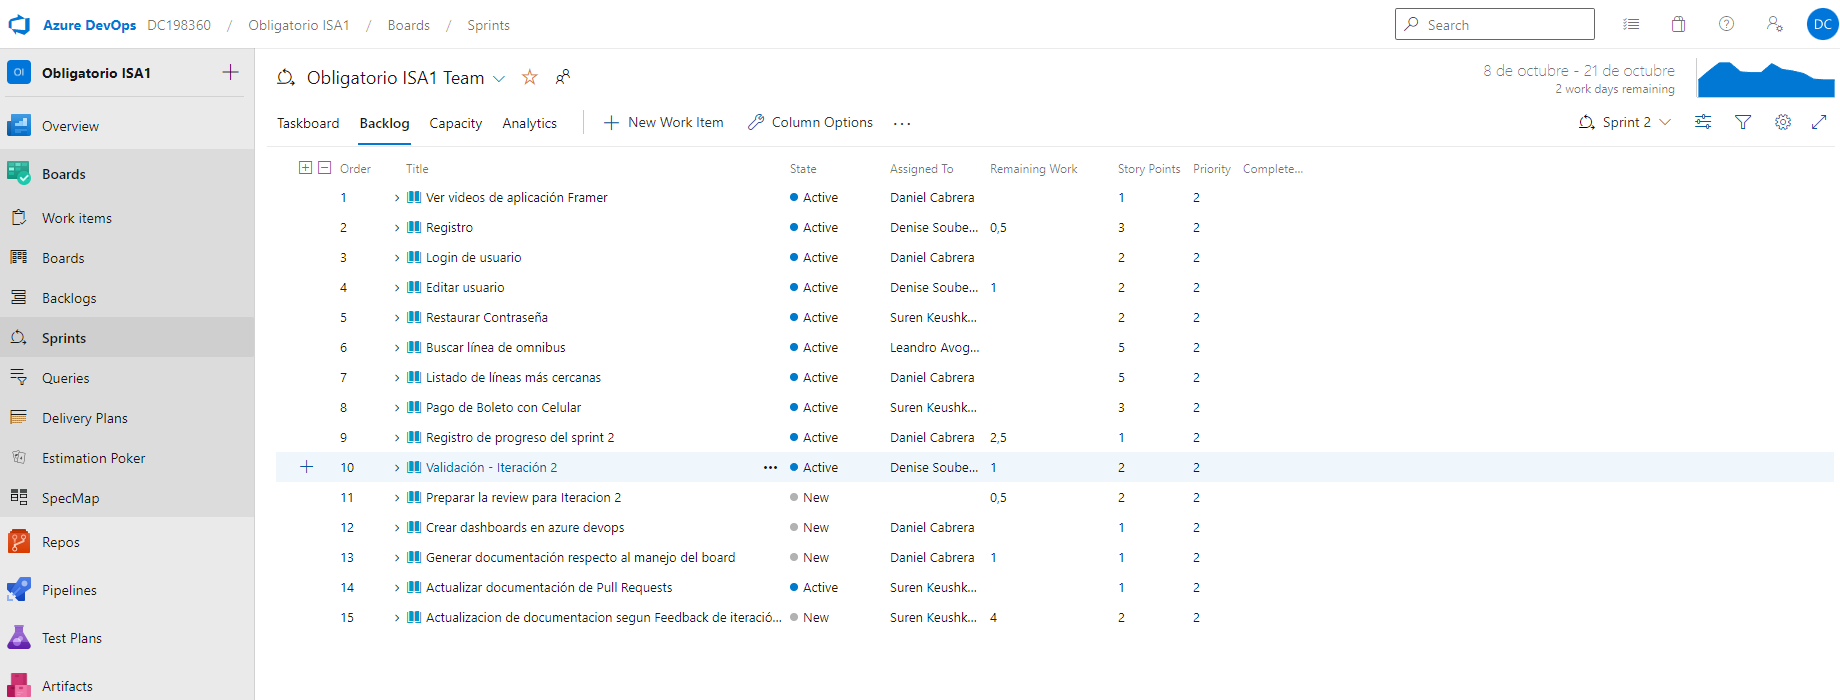 Azure DevOps DC198360 / Obligatorio ISA1 / Boards / Sprints Search DC
OI Obligatorio ISA1
Overview
Boards
Work items
Boards
Backlogs
Sprints
Queries
Delivery Plans
Estimation Poker
SpecMap
Repos
Pipelines
Test Plans
Artifacts
Obligatorio ISA1 Team
8 de octubre - 21 de octubre
2 work days remaining
Taskboard Backlog Capacity Analytics New Work Item Column Options ... Sprint 2
Order Title State Assigned To Remaining Work Story Points Priority Complete...
1 Ver videos de aplicación Framer Active Daniel Cabrera 1 2
2 Registro Active Denise Soube... 0,5 3 2
3 Login de usuario Active Daniel Cabrera 2 2
4 Editar usuario Active Denise Soube... 1 2 2
5 Restaurar Contraseña Active Suren Keushk... 2 2
6 Buscar línea de omnibus Active Leandro Avog... 5 2
7 Listado de líneas más cercanas Active Daniel Cabrera 5 2
8 Pago de Boleto con Celular Active Suren Keushk... 3 2
9 Registro de progreso del sprint 2 Active Daniel Cabrera 2,5 1 2
10 Validación - Iteración 2 ... Active Denise Soube... 1 2 2
11 Preparar la review para Iteracion 2 New 0,5 2 2
12 Crear dashboards en azure devops New Daniel Cabrera 1 2
13 Generar documentación respecto al manejo del board New Daniel Cabrera 1 1 2
14 Actualizar documentación de Pull Requests Active Suren Keushk... 1 2
15 Actualizacion de documentacion segun Feedback de iteració... New Suren Keushk... 4 2 2